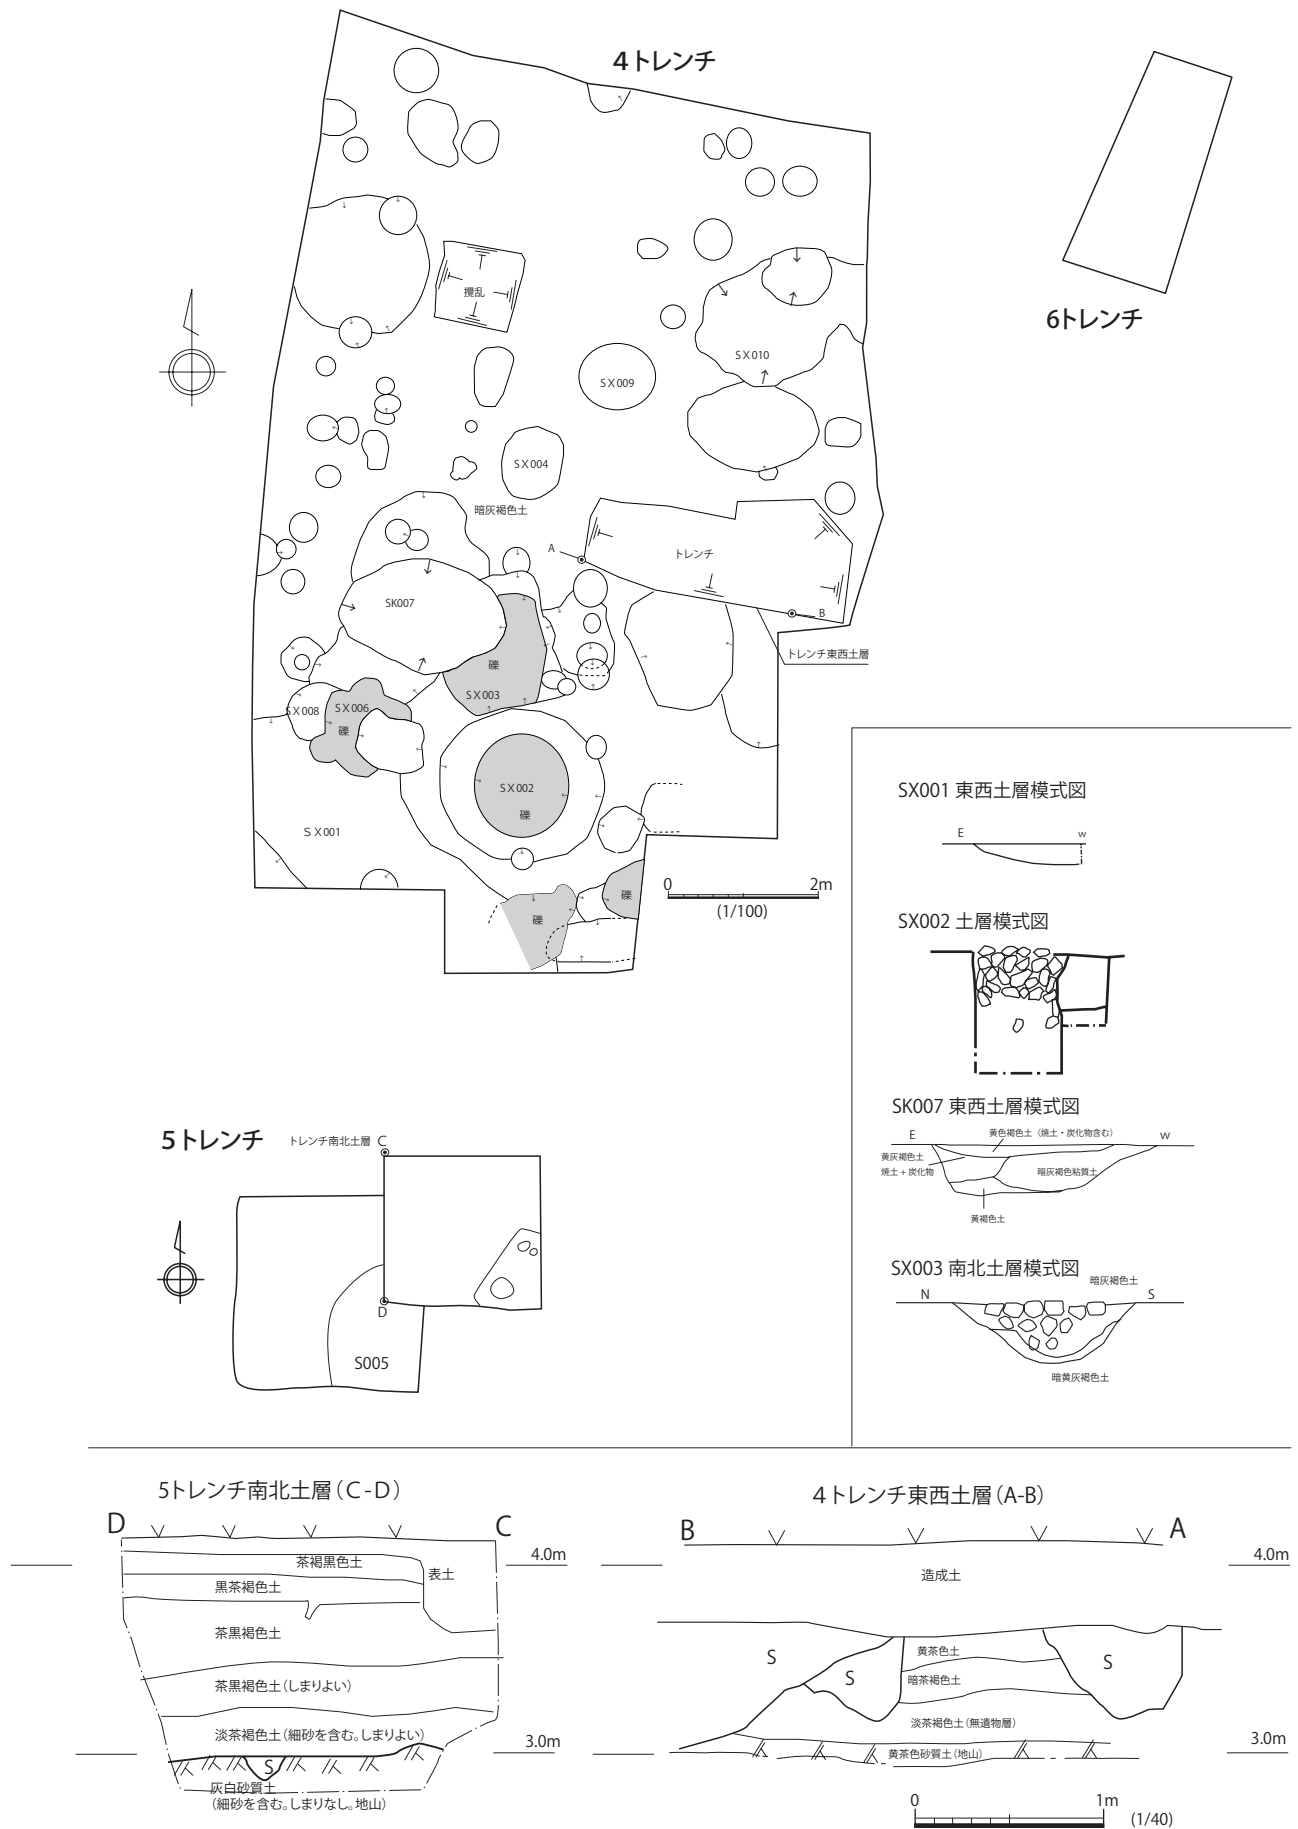 4トレンチ
6トレンチ
攪乱
SX010
SX009
SX004
暗灰褐色土
A
トレンチ
B
トレンチ東西土層
SK007
礫
SX003
SX008
SX006
礫
SX002
礫
SX001
礫
礫
0 2m
(1/100)
SX001 東西土層模式図
E W
SX002 土層模式図
SK007 東西土層模式図
E W
黄色褐色土（焼土・炭化物含む）
黄灰褐色土
焼土＋炭化物
暗灰褐色粘質土
黄褐色土
SX003 南北土層模式図
暗灰褐色土
N S
暗黄灰褐色土
5トレンチ
トレンチ南北土層 C
D
S005
5トレンチ南北土層（C-D）
D C
4.0m
茶褐黒色土
表土
黒茶褐色土
茶黒褐色土
茶黒褐色土（しまりよい）
淡茶褐色土（細砂を含む。しまりよい）
3.0m
S
灰白砂質土
（細砂を含む。しまりなし。地山）
4トレンチ東西土層（A-B）
B A
4.0m
造成土
S
S
黄茶色土
暗茶褐色土
S
淡茶褐色土（無遺物層）
3.0m
黄茶色砂質土（地山）
0 1m
(1/40)